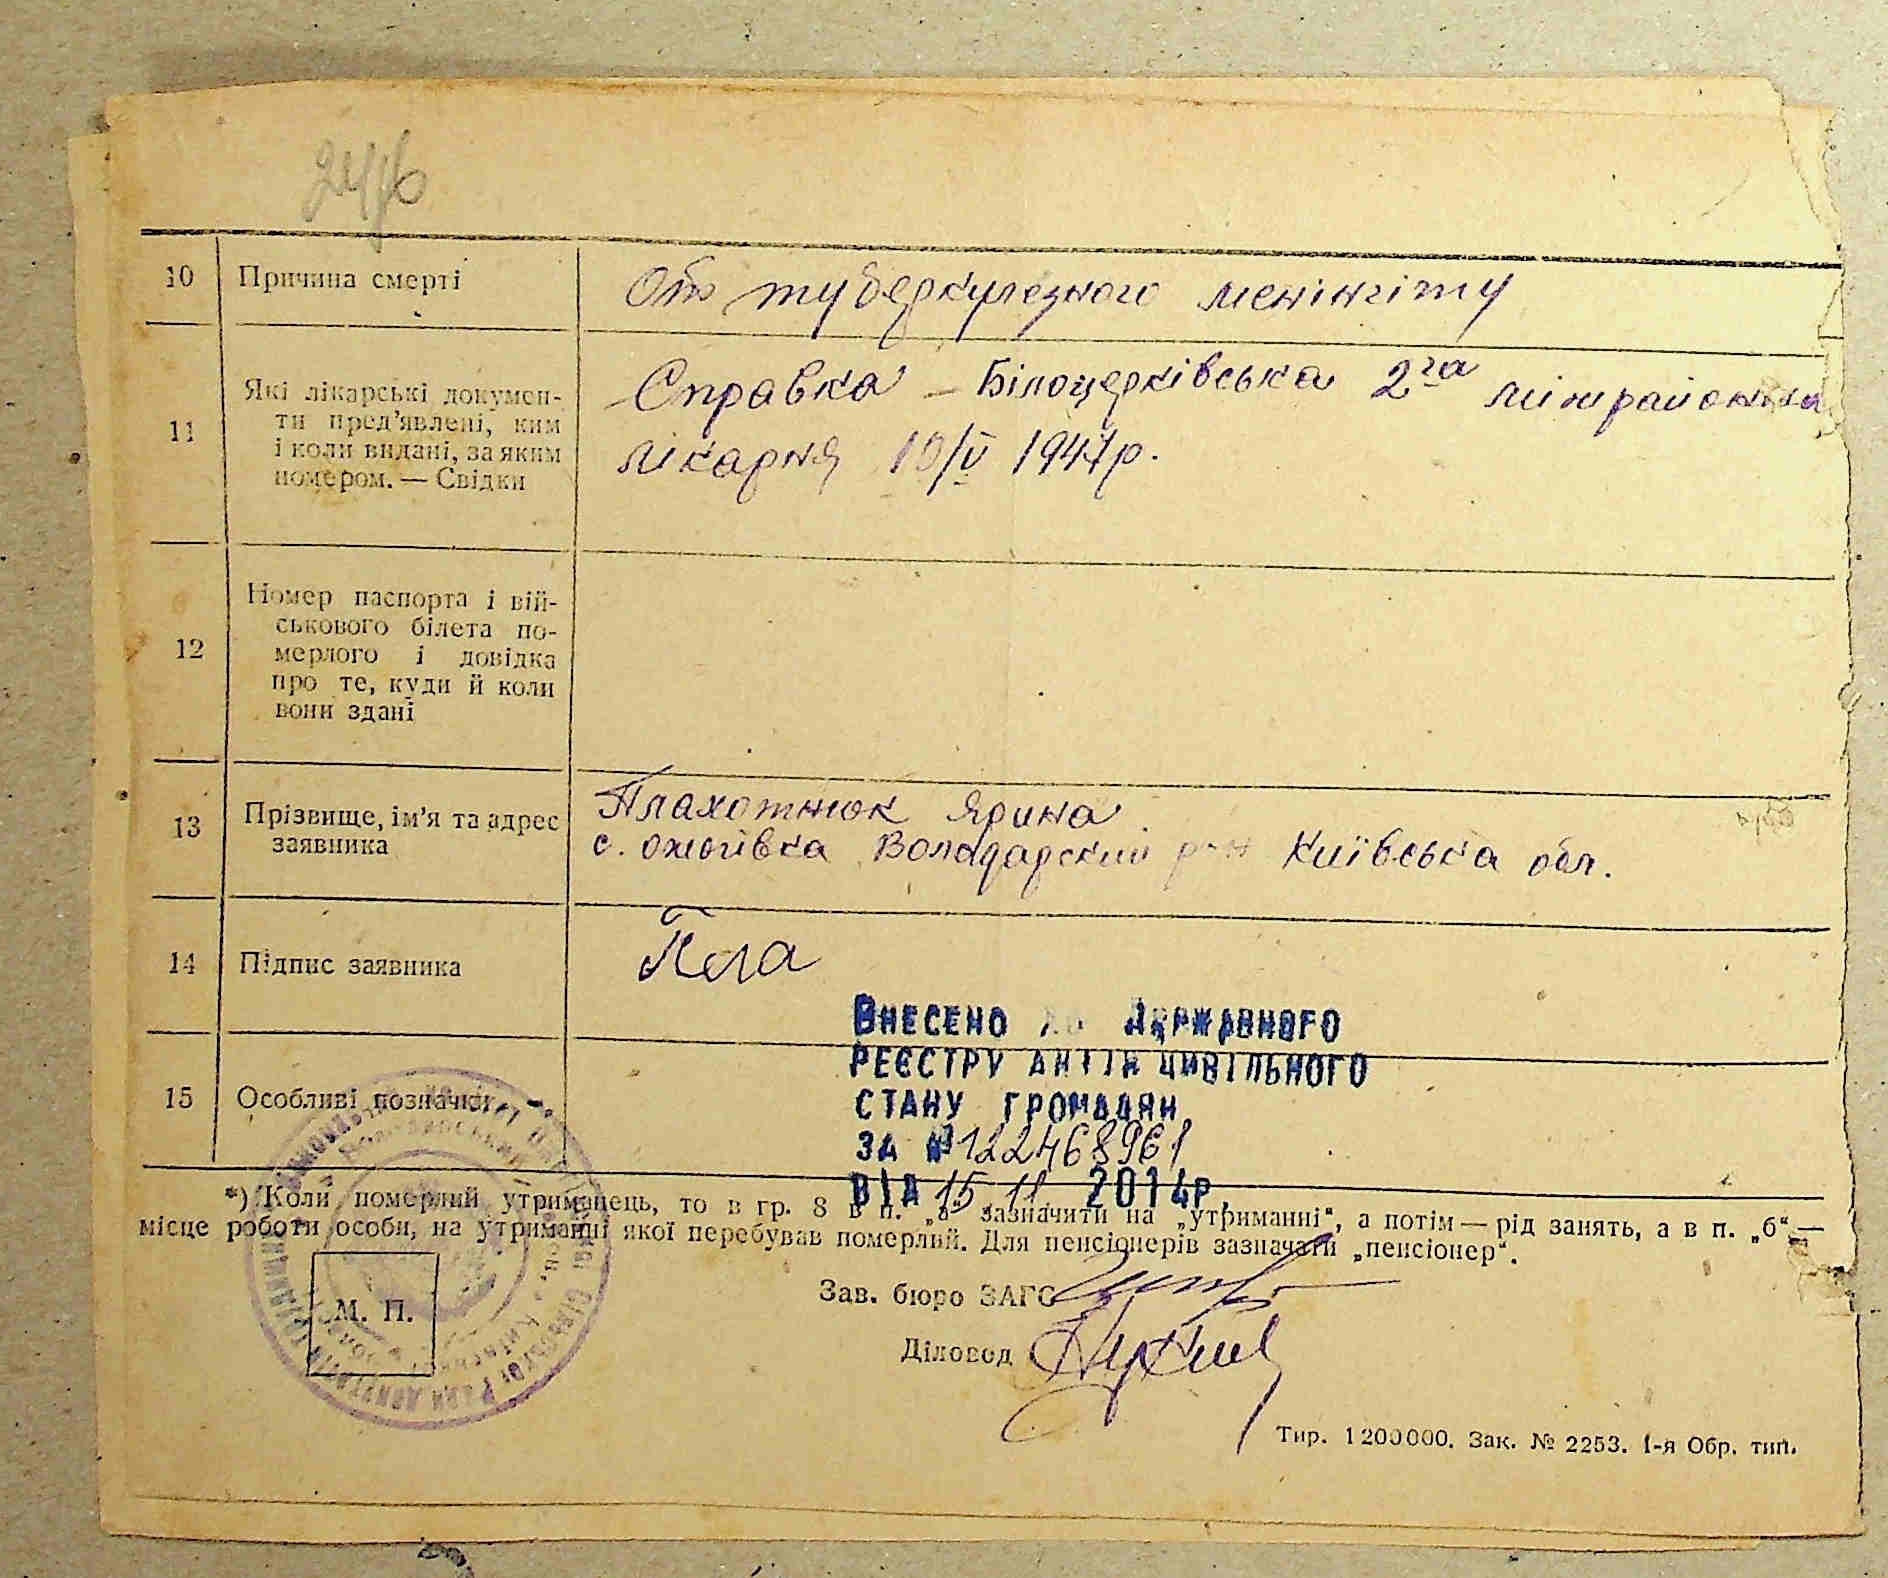 10 Причина смерті От туберкулезного менінгіту
11 Які лікарські докумен-
ти пред'явлені, ким
і коли видані, за яким
номером. — Свідки
Справка - Білоцерківська 2га міжрайонна
лікарня 10/V 1947р.
12 Номер паспорта і вій-
ськового білета по-
мерлого і довідка
про те, куди й коли
вони здані
13 Прізвище, ім'я та адрес
заявника
Плахотнюк Ярина
с. Ожогівка Володарский р-н Київська обл.
14 Підпис заявника
Внесено до Державного
реєстру актів цивільного
стану громадян
за № 122468961
від 15.11 2014р.
15 Особливі позначки
*) Коли померлий утриманець, то в гр. 8 в п. „а" зазначити на „утриманні", а потім — рід занять, а в п. „б" —
місце роботи особи, на утриманні якої перебував померлий. Для пенсіонерів зазначати „пенсіонер".
М. П.
Зав. бюро ЗАГС
Діловод
Тир. 1200000. Зак. № 2253. 1-я Обр. тип.